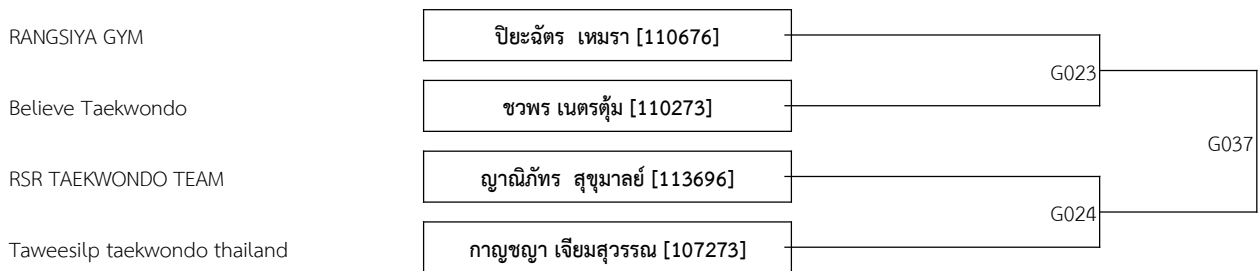 RANGSIYA GYM
ปิยะฉัตร เหมรา [110676]
G023
Believe Taekwondo
ชวพร เนตรตุ้ม [110273]
G037
RSR TAEKWONDO TEAM
ญาณิภัทร สุขุมาลย์ [113696]
G024
Taweesilp taekwondo thailand
กาญชญา เจียมสุวรรณ [107273]